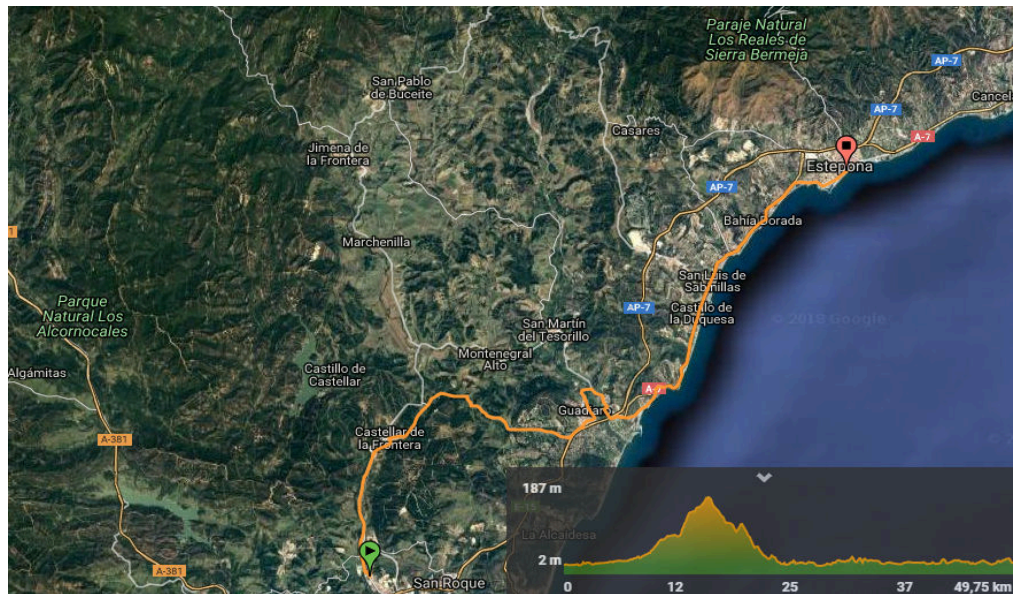 Paraje Natural
Los Reales de
Sierra Bermeja
AP-7
Cancela
San Pablo
de Buceite
AP-7
Casares
A-7
Jimena de
la Frontera
Estepona
AP-7
Bahía Dorada
Marchenilla
San Luis de
Sabinillas
Parque
Natural Los
Alcornocales
AP-7
Castillo de
la Duquesa
© 2018 Google
San Martín
del Tesorillo
Montenegral
Alto
Castillo de
Castellar
Algámitas
A-7
Guadiaro
Castellar de
la Frontera
A-381
187 m
La Alcaidesa
2 m
A-381
San Roque
0
12
25
37
49,75 km